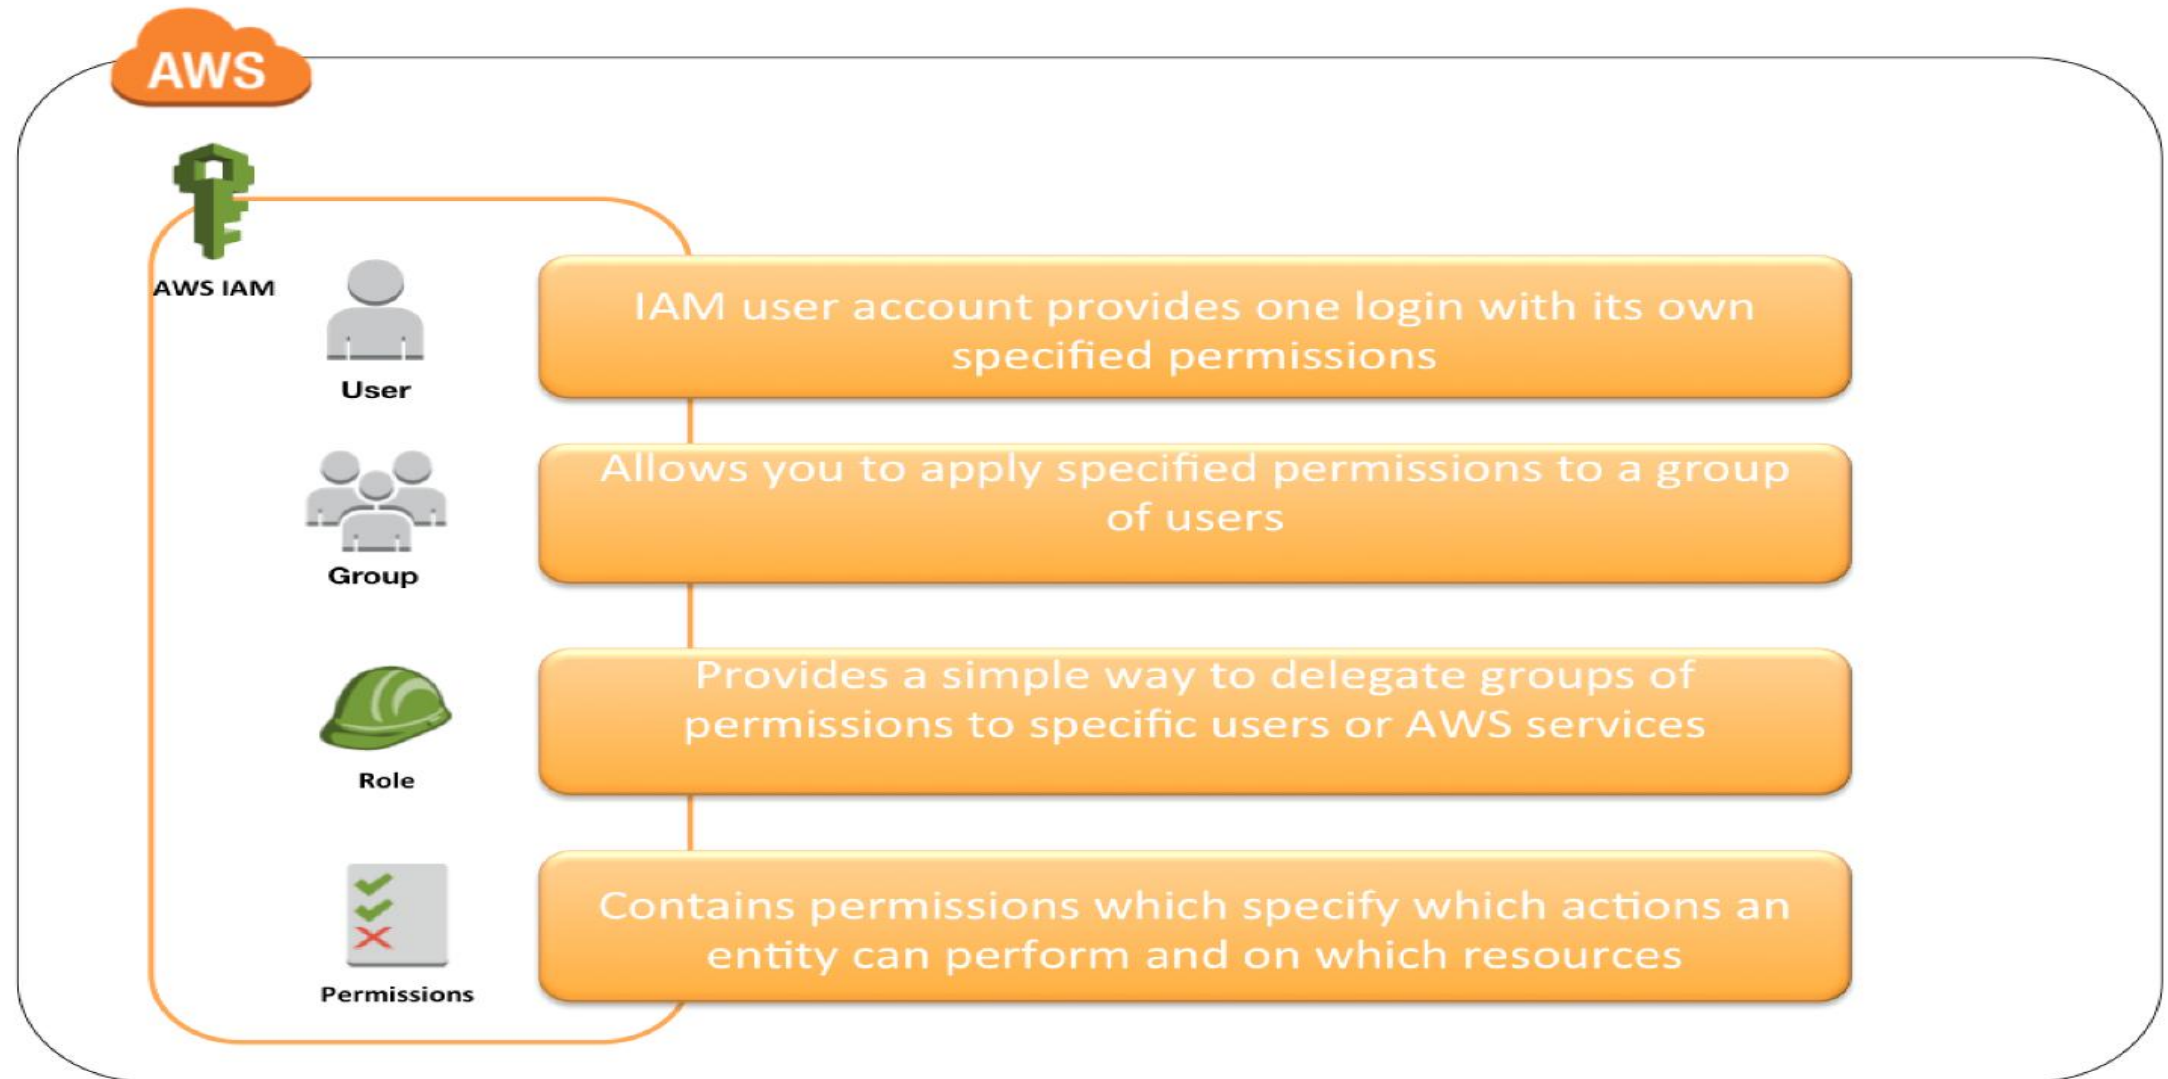 AWS
AWS IAM
User
IAM user account provides one login with its own
specified permissions
Group
Allows you to apply specified permissions to a group
of users
Role
Provides a simple way to delegate groups of
permissions to specific users or AWS services
Permissions
Contains permissions which specify which actions an
entity can perform and on which resources